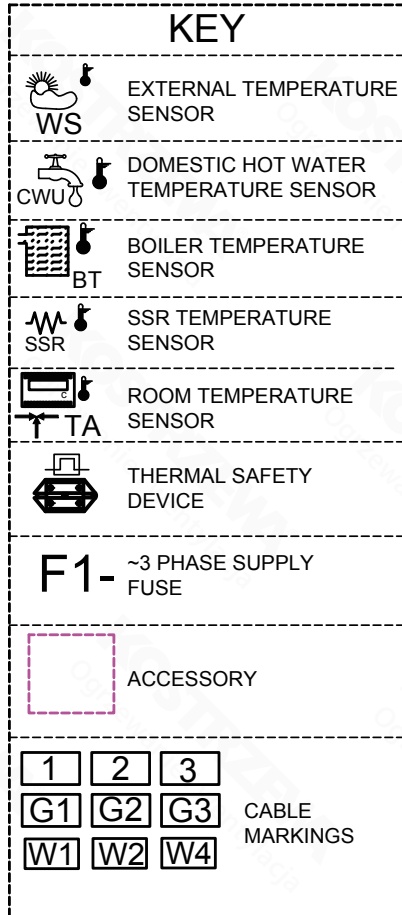 KEY
WS
EXTERNAL TEMPERATURE
SENSOR
CWU
DOMESTIC HOT WATER
TEMPERATURE SENSOR
BT
BOILER TEMPERATURE
SENSOR
SSR
SSR TEMPERATURE
SENSOR
C
TA
ROOM TEMPERATURE
SENSOR
THERMAL SAFETY
DEVICE
F1- ~3 PHASE SUPPLY
FUSE
ACCESSORY
1 2 3
G1 G2 G3
W1 W2 W4
CABLE
MARKINGS